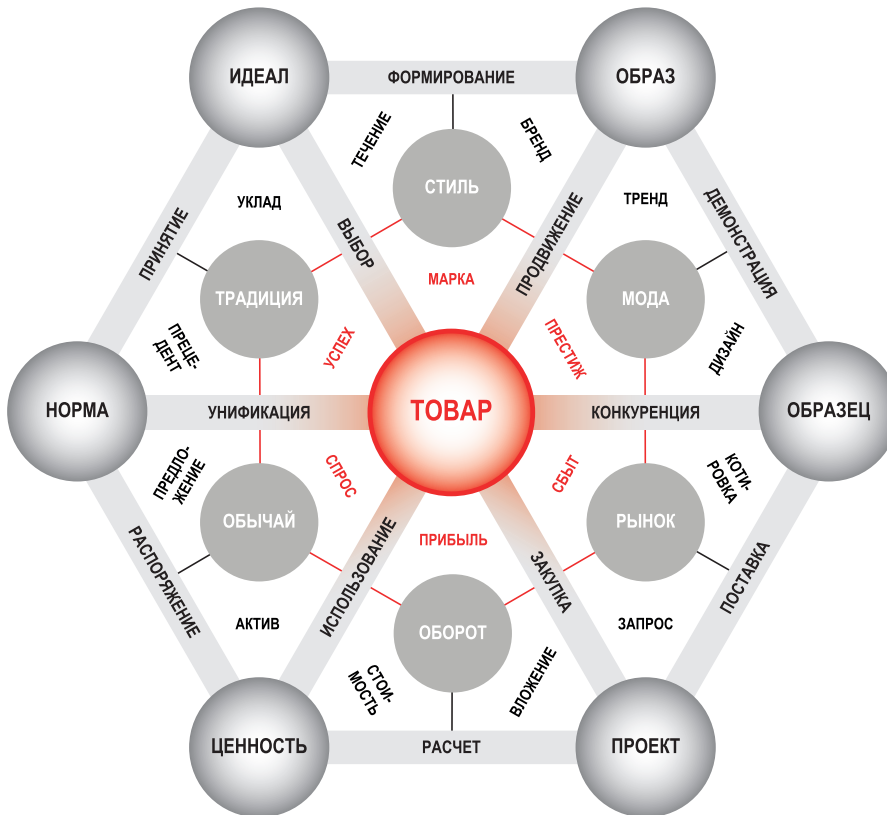 ИДЕАЛ
ФОРМИРОВАНИЕ
ОБРАЗ
ТЕЧЕНИЕ
БРЕНД
СТИЛЬ
УКЛАД
ТРЕНД
ПРИНЯТИЕ
ВЫБОР
ПРОДВИЖЕНИЕ
ДЕМОНСТРАЦИЯ
МАРКА
ТРАДИЦИЯ
МОДА
ПРЕЦЕ-
ДЕНТ
УСПЕХ
ПРЕСТИЖ
ДИЗАЙН
НОРМА
УНИФИКАЦИЯ
ТОВАР
КОНКУРЕНЦИЯ
ОБРАЗЕЦ
ПРЕДЛО-
ЖЕНИЕ
СПРОС
СБЫТ
КОТИ-
РОВКА
ОБЫЧАЙ
РЫНОК
ПРИБЫЛЬ
РАСПОРЯЖЕНИЕ
ИСПОЛЬЗОВАНИЕ
ЗАКУПКА
ПОСТАВКА
АКТИВ
ОБОРОТ
ЗАПРОС
СТОИ-
МОСТЬ
ВЛОЖЕНИЕ
ЦЕННОСТЬ
РАСЧЕТ
ПРОЕКТ